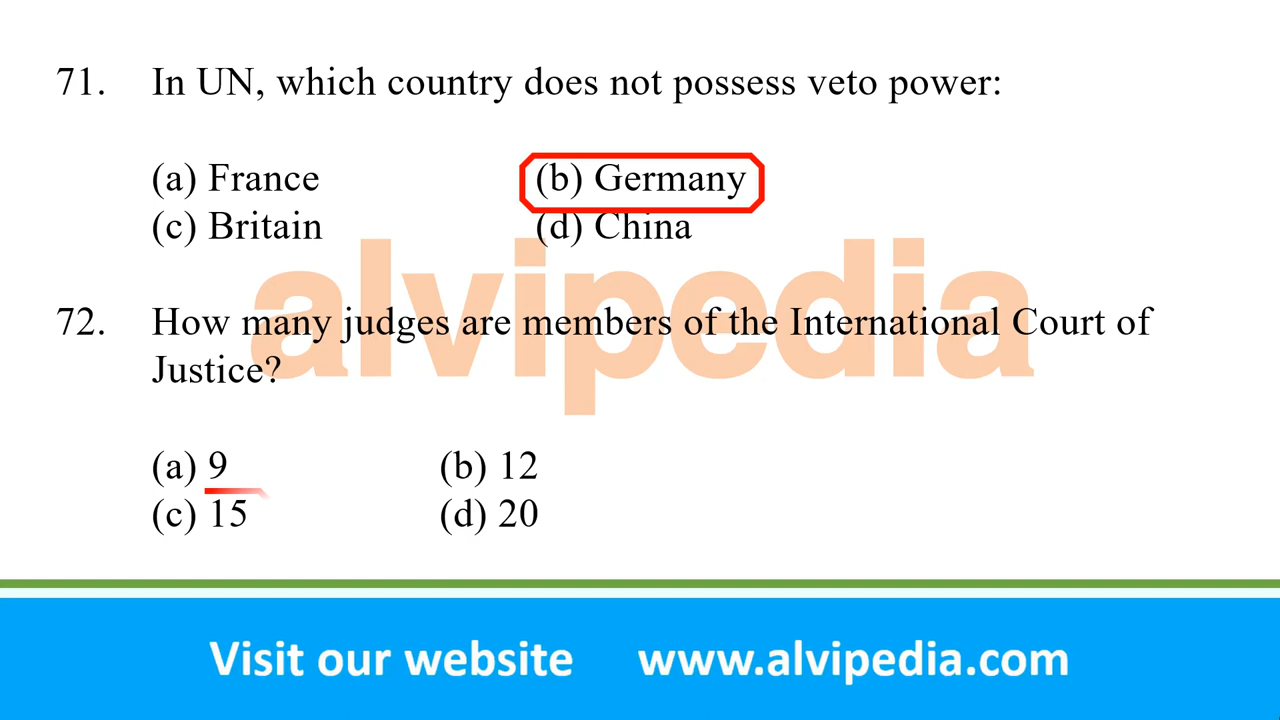 71. In UN, which country does not possess veto power:
(a) France (b) Germany
(c) Britain (d) China
alvipedia
72. How many judges are members of the International Court of
Justice?
(a) 9 (b) 12
(c) 15 (d) 20
Visit our website www.alvipedia.com